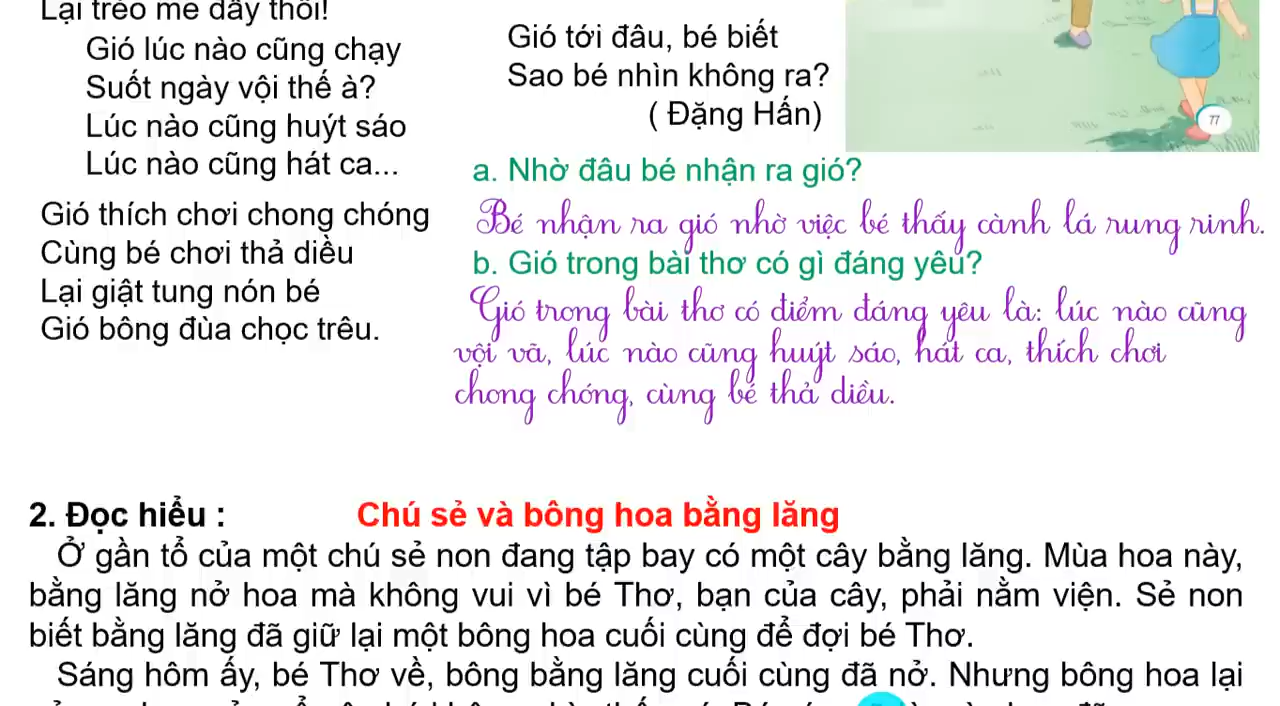 Lại trèo me đấy thôi!
Gió lúc nào cũng chạy
Suốt ngày vội thế à?
Lúc nào cũng huýt sáo
Lúc nào cũng hát ca...
Gió thích chơi chong chóng
Cùng bé chơi thả diều
Lại giật tung nón bé
Gió bông đùa chọc trêu.
Gió tới đâu, bé biết
Sao bé nhìn không ra?
( Đặng Hấn)
77
a. Nhờ đâu bé nhận ra gió?
Bé nhận ra gió nhờ việc bé thấy cành lá rung rinh.
b. Gió trong bài thơ có gì đáng yêu?
Gió trong bài thơ có điểm đáng yêu là: lúc nào cũng
vội vã, lúc nào cũng huýt sáo, hát ca, thích chơi
chong chóng, cùng bé thả diều.
2. Đọc hiểu : Chú sẻ và bông hoa bằng lăng
Ở gần tổ của một chú sẻ non đang tập bay có một cây bằng lăng. Mùa hoa này,
bằng lăng nở hoa mà không vui vì bé Thơ, bạn của cây, phải nằm viện. Sẻ non
biết bằng lăng đã giữ lại một bông hoa cuối cùng để đợi bé Thơ.
Sáng hôm ấy, bé Thơ về, bông bằng lăng cuối cùng đã nở. Nhưng bông hoa lại